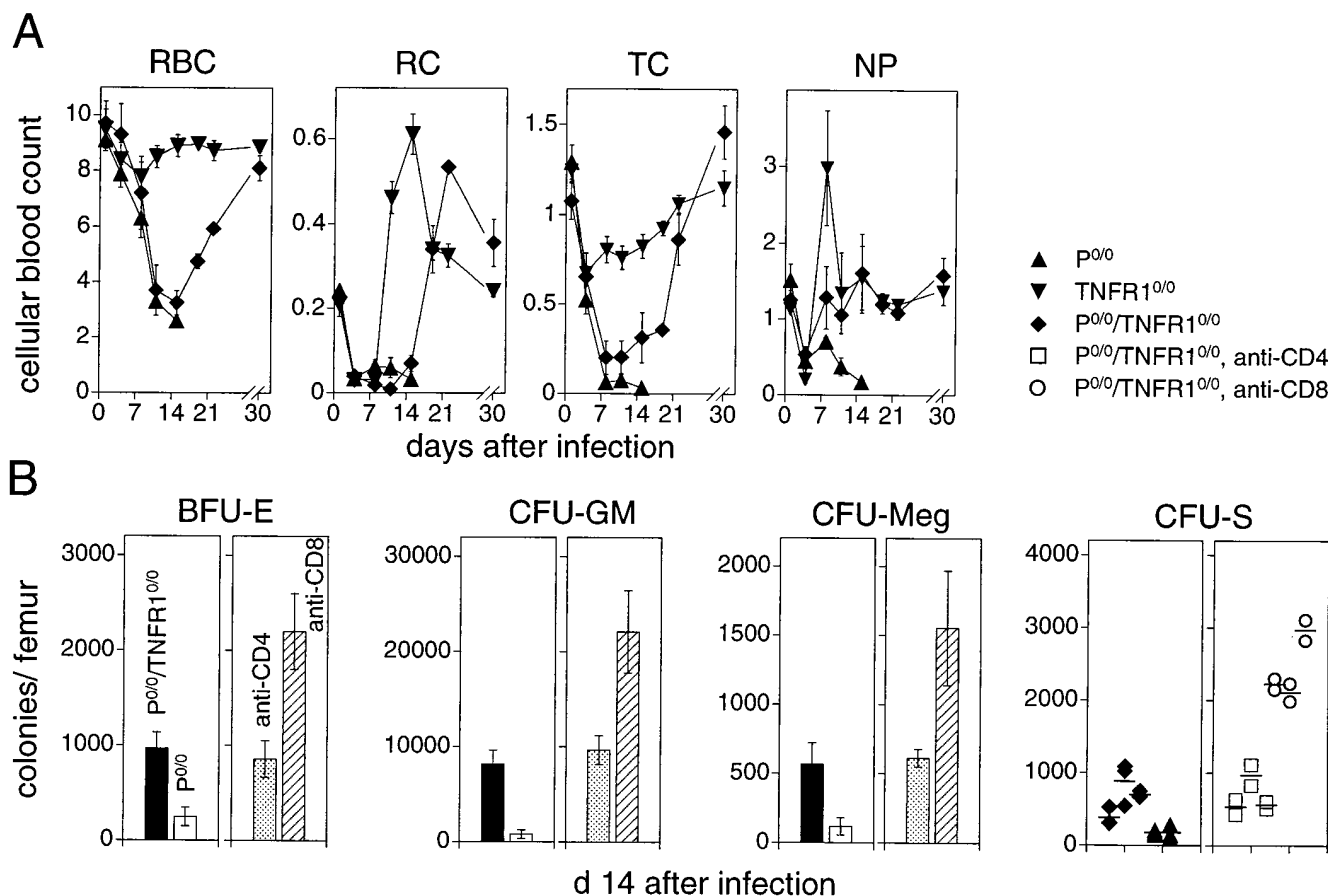 A
RBC
RC
TC
NP
cellular blood count
10
8
6
4
2
0
0.6
0.4
0.2
0
1.5
1
0.5
0
3
2
1
0
0 7 14 21 30
0 7 14 21 30
0 7 14 21 30
0 7 14 21 30
days after infection
P0/0
TNFR10/0
P0/0/TNFR10/0
P0/0/TNFR10/0, anti-CD4
P0/0/TNFR10/0, anti-CD8
B
BFU-E
CFU-GM
CFU-Meg
CFU-S
colonies/ femur
3000
2000
1000
0
P0/0/TNFR10/0
P0/0
anti-CD4
anti-CD8
30000
20000
10000
0
2000
1500
1000
500
0
4000
3000
2000
1000
0
d 14 after infection